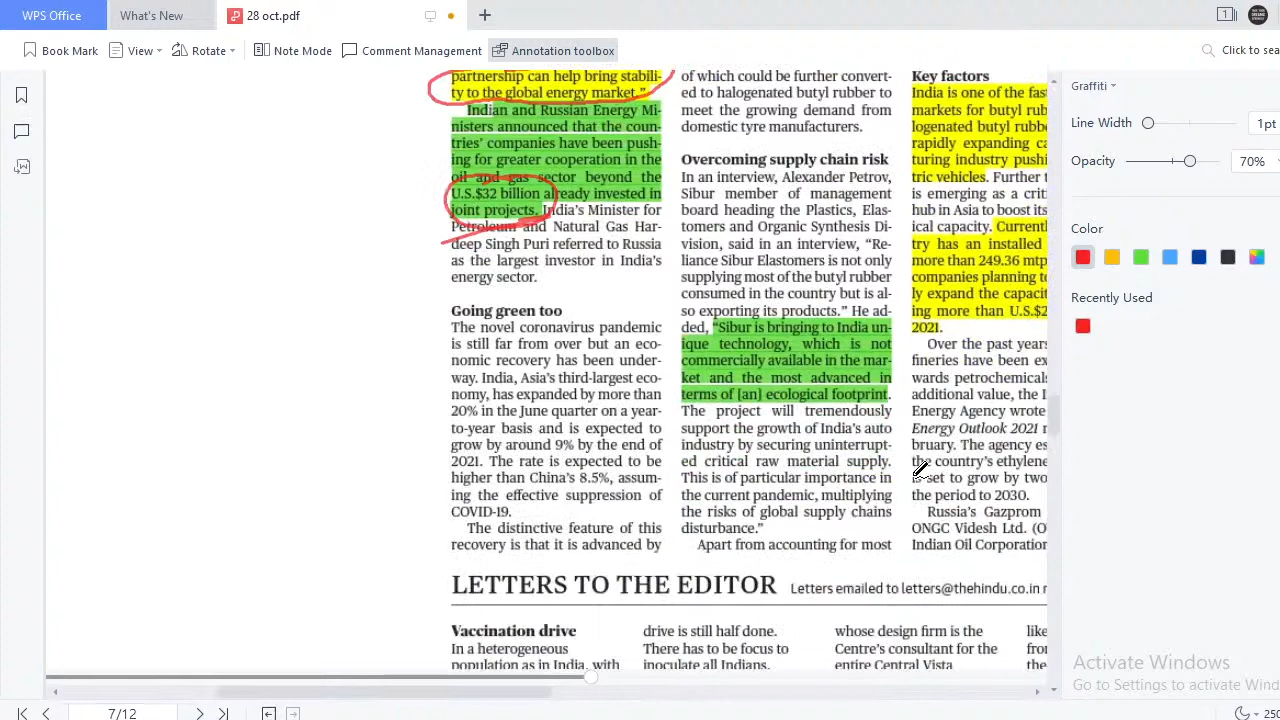 WPS Office
What's New
28 oct.pdf
1
Book Mark
View
Rotate
Note Mode
Comment Management
Annotation toolbox
Click to sea
partnership can help bring stabili-
ty to the global energy market."
Indian and Russian Energy Mi-
nisters announced that the coun-
tries' companies have been push-
ing for greater cooperation in the
oil and gas sector beyond the
U.S.$32 billion already invested in
joint projects. India's Minister for
Petroleum and Natural Gas Har-
deep Singh Puri referred to Russia
as the largest investor in India's
energy sector.
Going green too
The novel coronavirus pandemic
is still far from over but an eco-
nomic recovery has been under-
way. India, Asia's third-largest eco-
nomy, has expanded by more than
20% in the June quarter on a year-
to-year basis and is expected to
grow by around 9% by the end of
2021. The rate is expected to be
higher than China's 8.5%, assum-
ing the effective suppression of
COVID-19.
The distinctive feature of this
recovery is that it is advanced by
of which could be further convert-
ed to halogenated butyl rubber to
meet the growing demand from
domestic tyre manufacturers.
Overcoming supply chain risk
In an interview, Alexander Petrov,
Sibur member of management
board heading the Plastics, Elas-
tomers and Organic Synthesis Di-
vision, said in an interview, "Re-
liance Sibur Elastomers is not only
supplying most of the butyl rubber
consumed in the country but is al-
so exporting its products." He ad-
ded, "Sibur is bringing to India un-
ique technology, which is not
commercially available in the mar-
ket and the most advanced in
terms of [an] ecological footprint.
The project will tremendously
support the growth of India's auto
industry by securing uninterrupt-
ed critical raw material supply.
This is of particular importance in
the current pandemic, multiplying
the risks of global supply chains
disturbance."
Apart from accounting for most
Key factors
India is one of the fas
markets for butyl rub
logenated butyl rubbe
rapidly expanding ca
turing industry pushi
tric vehicles. Further t
is emerging as a criti
hub in Asia to boost its
ical capacity. Currentl
try has an installed
more than 249.36 mtp
companies planning to
ly expand the capacit
ing more than U.S.$2
2021.
Over the past years
fineries have been ex
wards petrochemicals
additional value, the I
Energy Agency wrote
Energy Outlook 2021 r
bruary. The agency es
the country's ethylene
is set to grow by two
the period to 2030.
Russia's Gazprom
ONGC Videsh Ltd. (O
Indian Oil Corporation
LETTERS TO THE EDITOR
Letters emailed to letters@thehindu.co.in m
Vaccination drive
In a heterogeneous
population as in India, with
drive is still half done.
There has to be focus to
inoculate all Indians.
whose design firm is the
Centre's consultant for the
entire Central Vista
like
fro
the
Graffiti
Line Width
1pt
Opacity
70%
Color
Recently Used
Activate Windows
Go to Settings to activate Wind
7/12
250